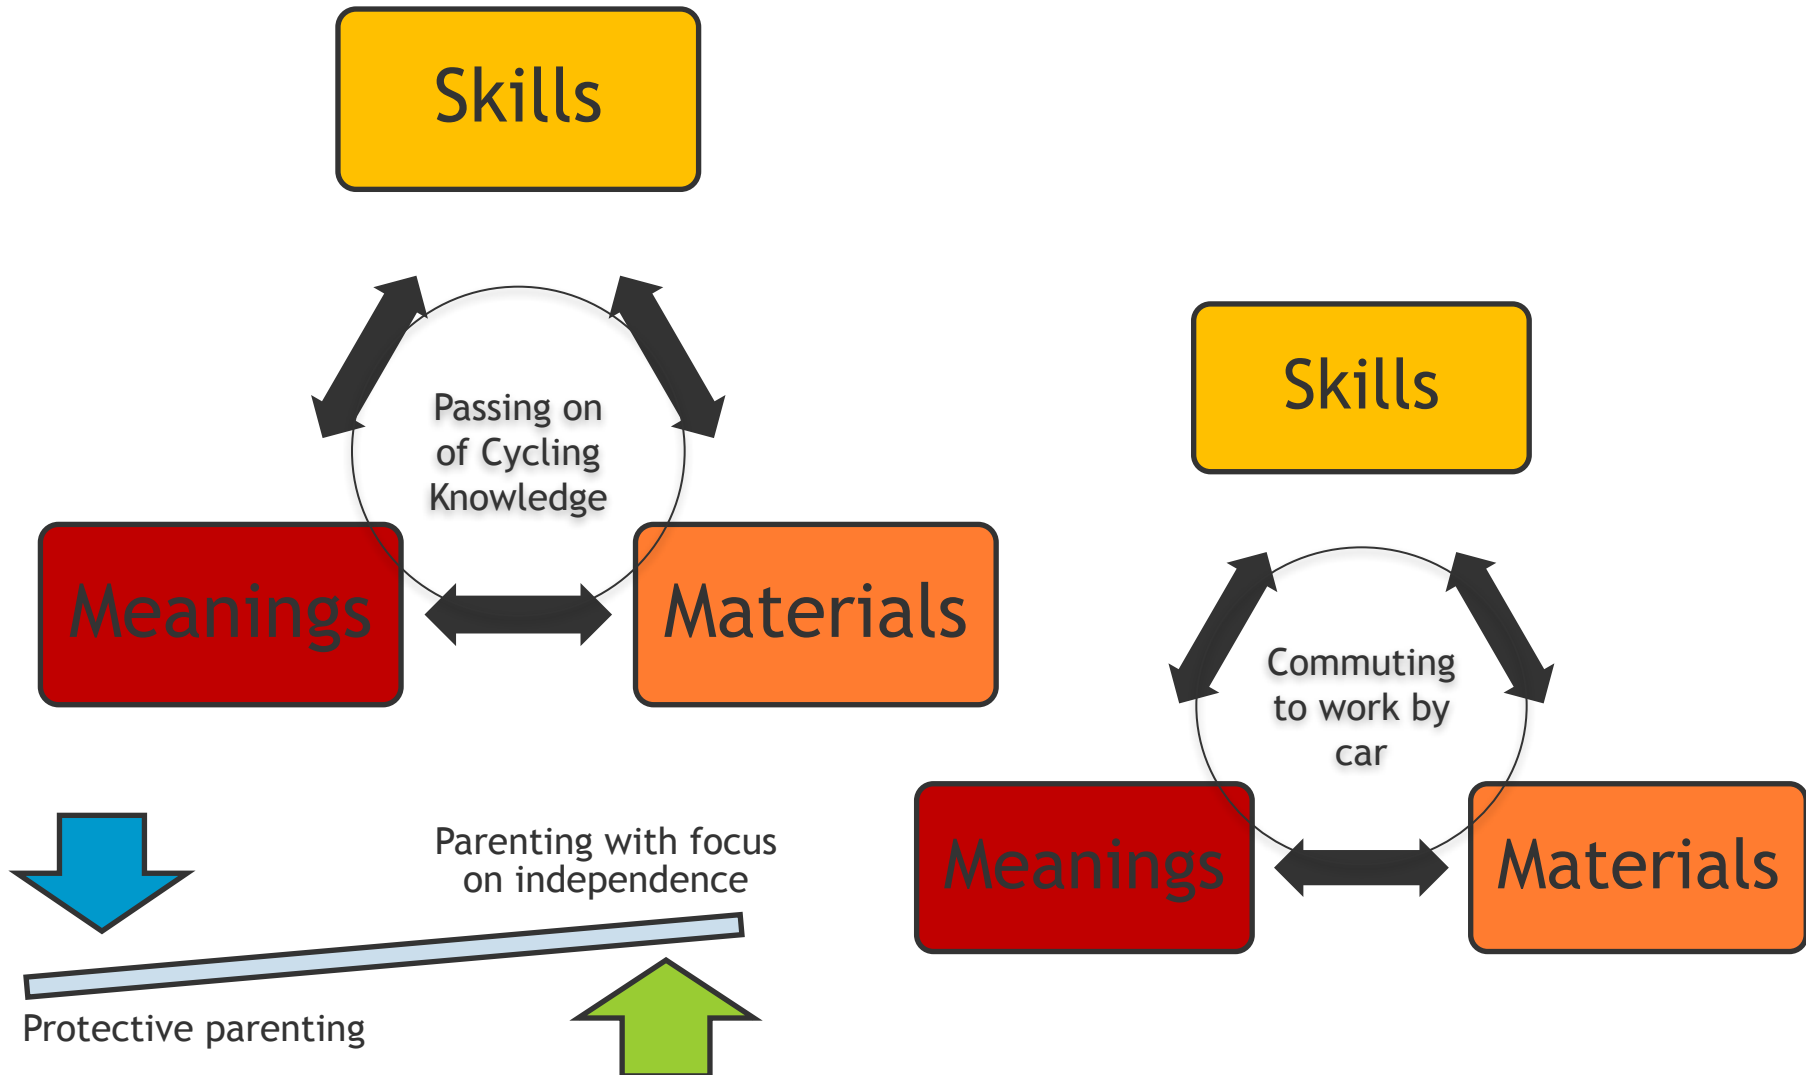 Skills
Passing on
of Cycling
Knowledge
Meanings
Materials
Skills
Commuting
to work by
car
Meanings
Materials
Parenting with focus
on independence
Protective parenting